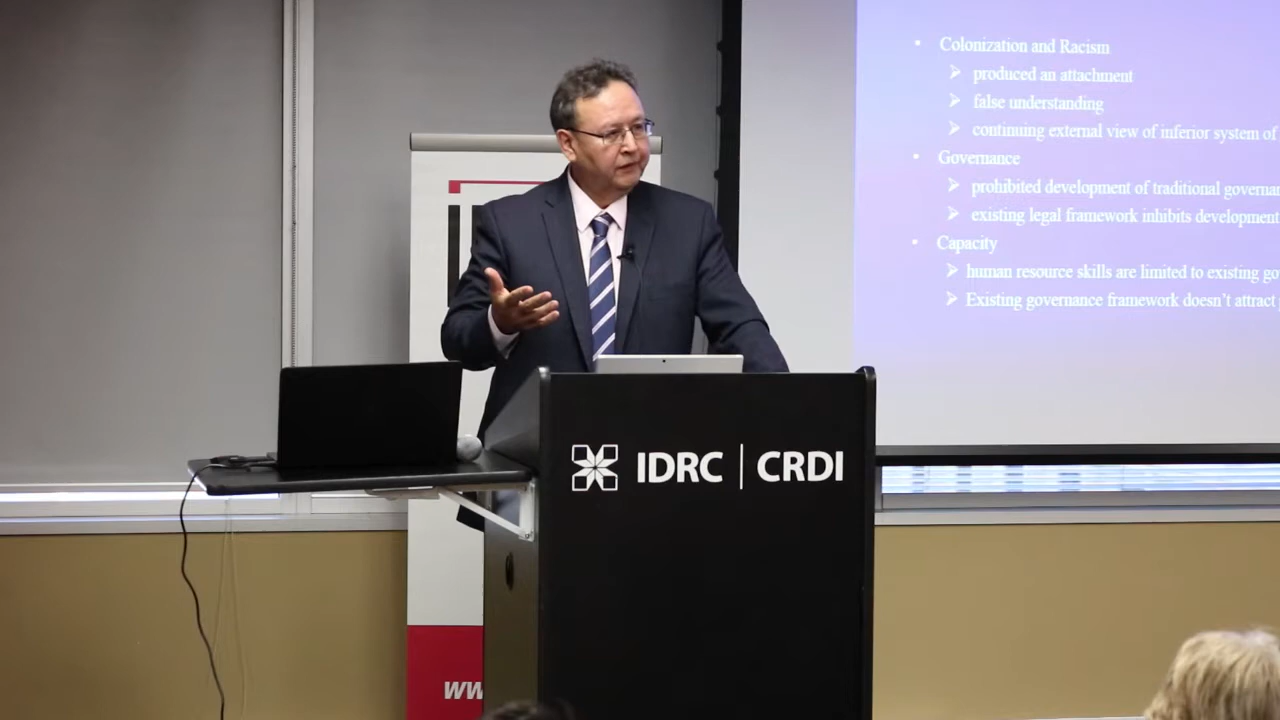 • Colonization and Racism
➢ produced an attachment
➢ false understanding
➢ continuing external view of inferior system of
• Governance
➢ prohibited development of traditional
➢ existing legal framework inhibits development
• Capacity
➢ human resource skills are limited to existing
➢ Existing governance framework doesn't attract
IDRC | CRDI
ww